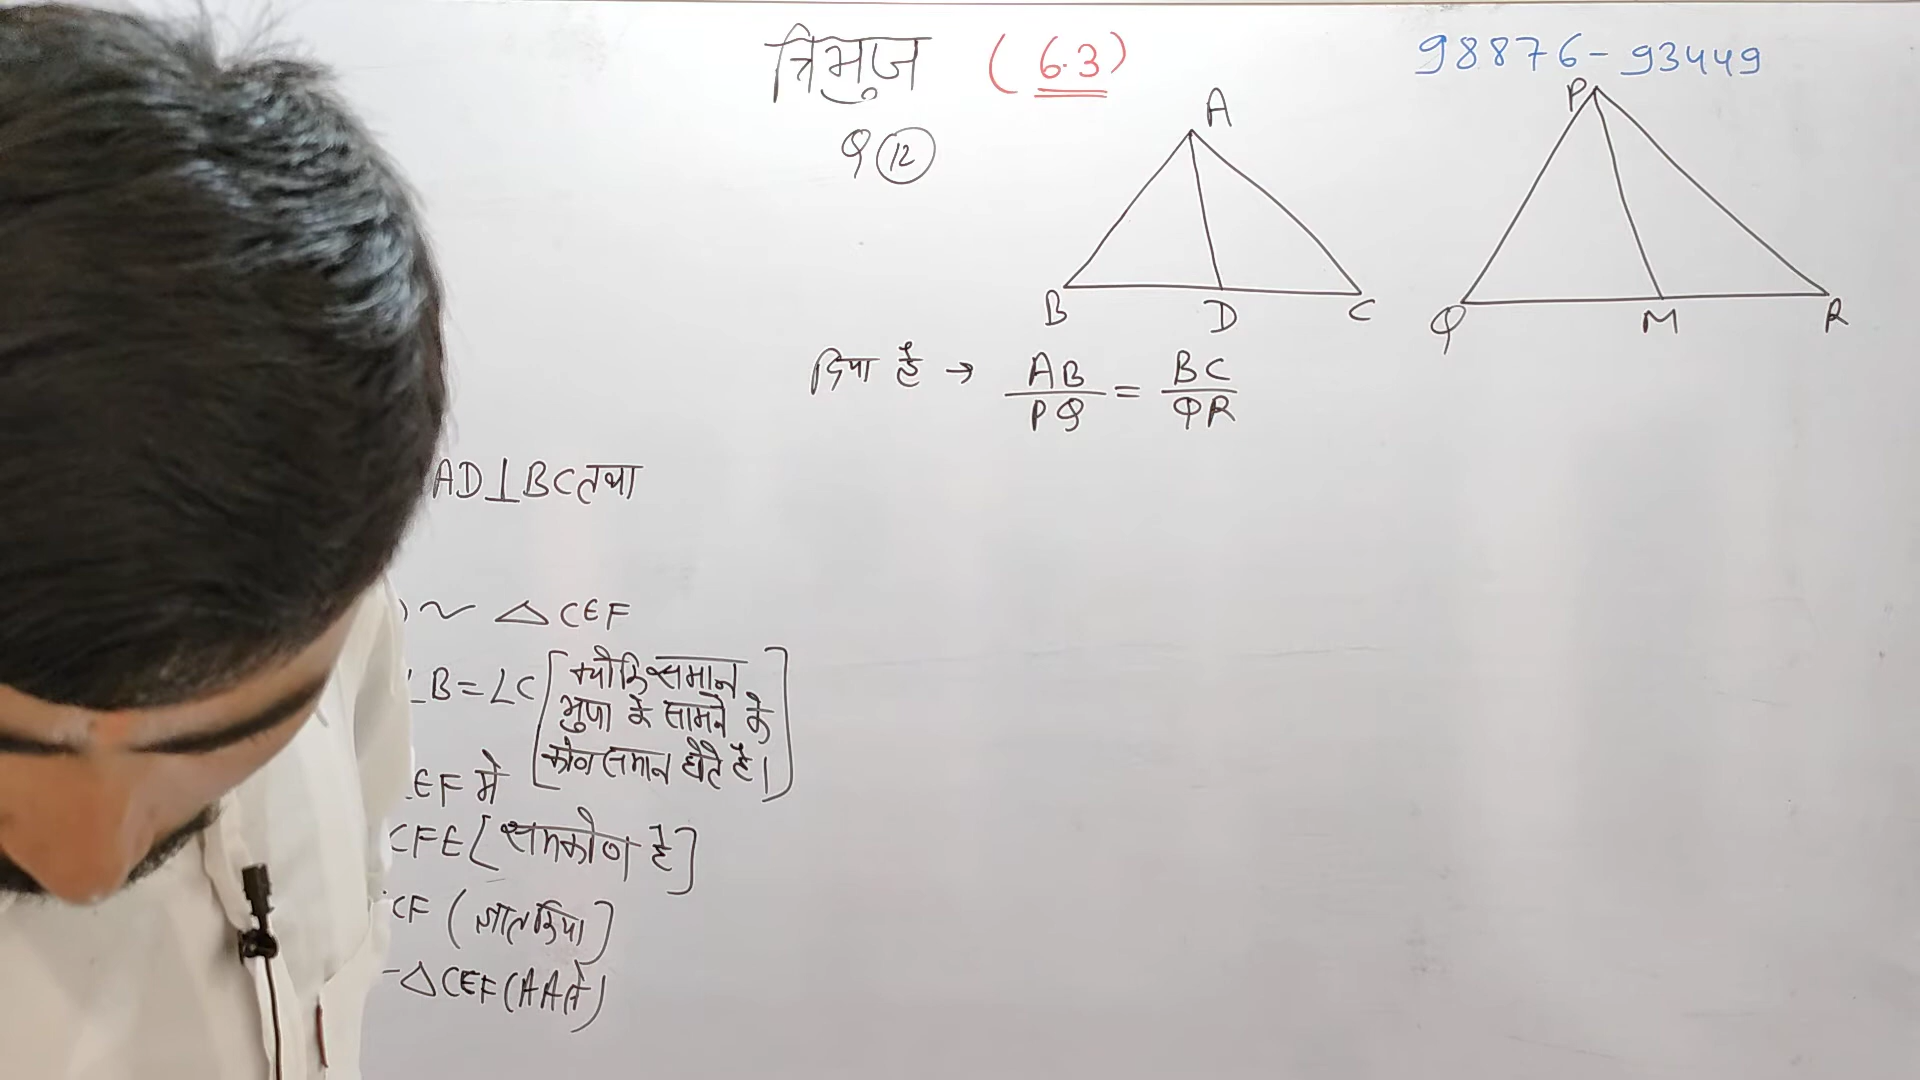 त्रिभुज (6.3)
98876-93449
Q 12
A
B D C
P
Q M R
दिया है → AB/PQ = BC/QR
AD⊥BC तथा
~ △CEF
∠B=∠C [क्योकि समान
भुजा के सामने के
कोण समान होते है।]
EF मे
CFE [समकोण है]
CF (ज्ञात किया]
~△CEF (AA से)